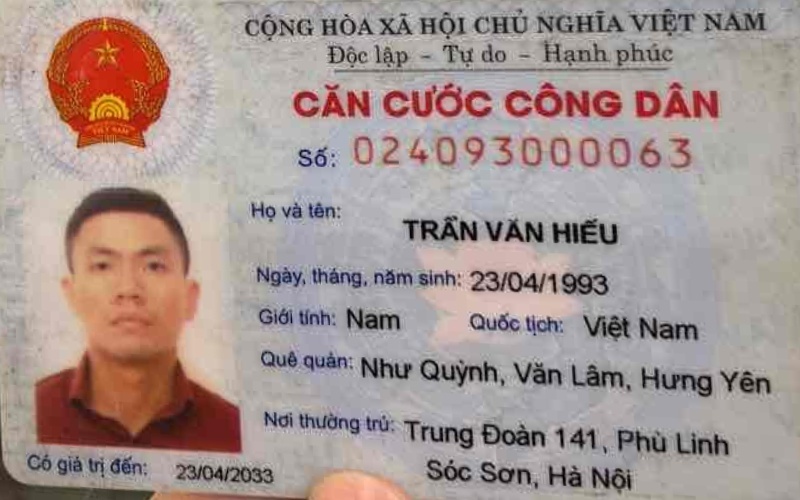 CỘNG HÒA XÃ HỘI CHỦ NGHĨA VIỆT NAM
Độc lập - Tự do - Hạnh phúc
CĂN CƯỚC CÔNG DÂN
Số: 024093000063
Họ và tên:
TRẦN VĂN HIẾU
Ngày, tháng, năm sinh: 23/04/1993
Giới tính: Nam Quốc tịch: Việt Nam
Quê quán: Như Quỳnh, Văn Lâm, Hưng Yên
Nơi thường trú: Trung Đoàn 141, Phù Linh
Sóc Sơn, Hà Nội
Có giá trị đến: 23/04/2033
VIỆT NAM